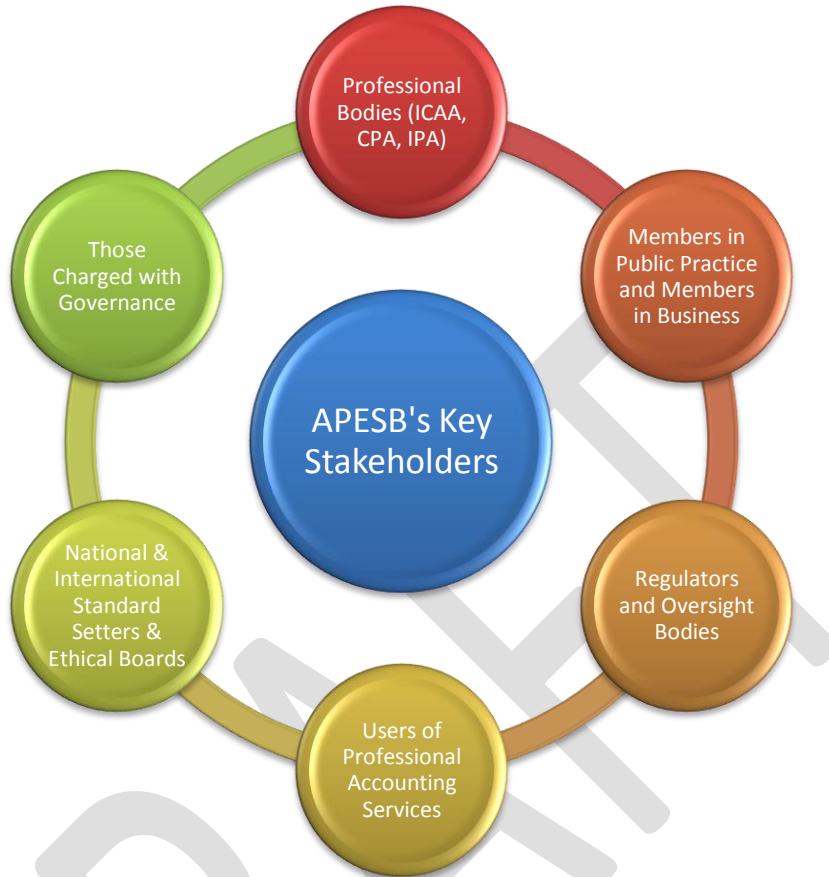 Professional
Bodies (ICAA,
CPA, IPA)
Members in
Public Practice
and Members
in Business
Regulators
and Oversight
Bodies
Users of
Professional
Accounting
Services
National &
International
Standard
Setters &
Ethical Boards
Those
Charged with
Governance
APESB's Key
Stakeholders